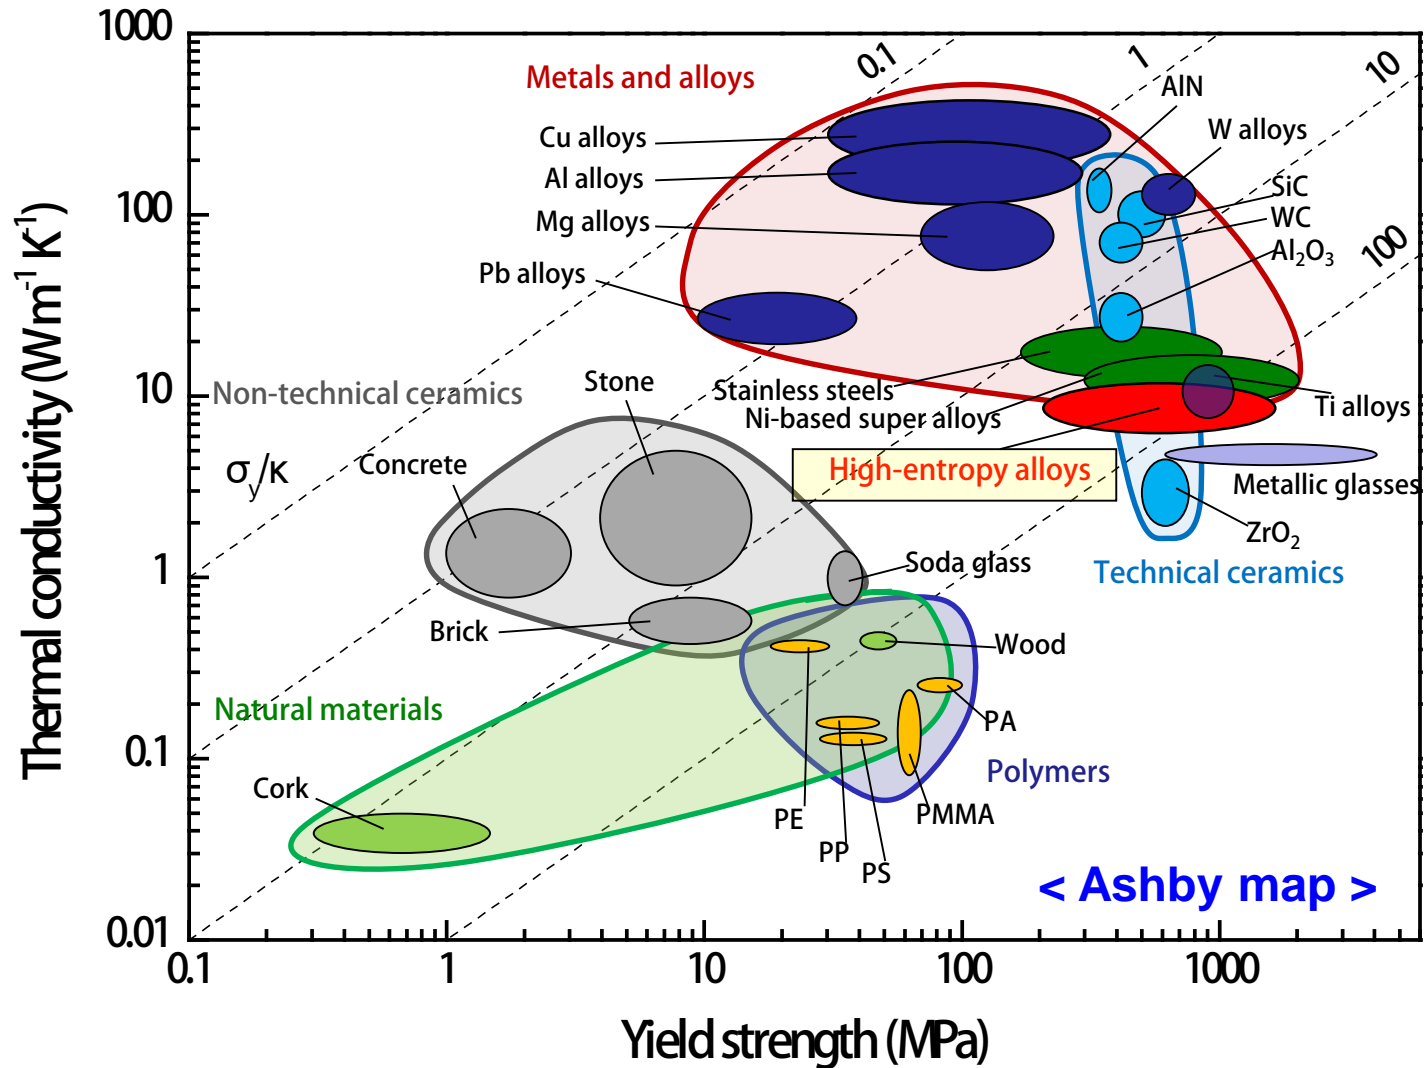 1000
100
10
1
0.1
0.01
0.1
1
10
100
1000
Thermal conductivity (W m⁻¹ K⁻¹)
Yield strength (MPa)
0.1
1
10
100
Metals and alloys
Cu alloys
Al alloys
Mg alloys
Pb alloys
AlN
W alloys
SiC
WC
Al₂O₃
Non-technical ceramics
Stone
Stainless steels
Ni-based super alloys
Ti alloys
σy/κ
Concrete
High-entropy alloys
Metallic glasses
ZrO₂
Soda glass
Technical ceramics
Brick
Wood
Natural materials
PA
Polymers
Cork
PE
PMMA
PP
PS
< Ashby map >